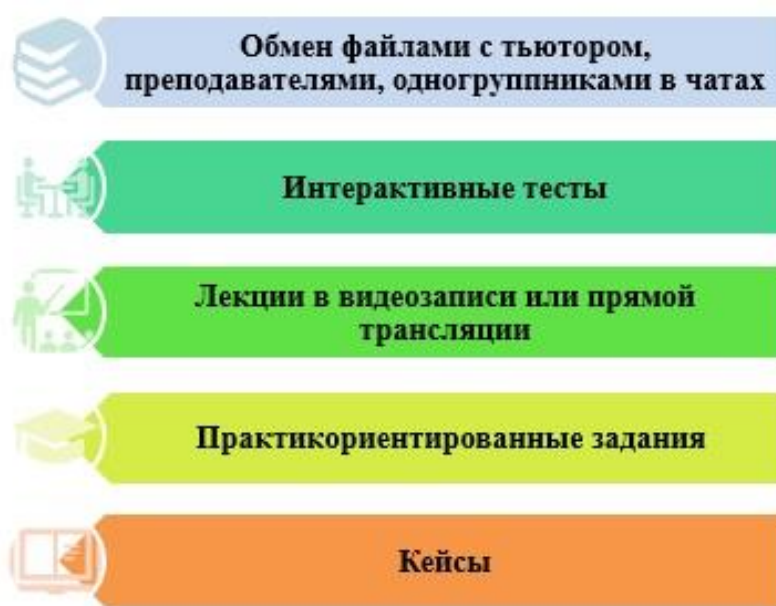 Обмен файлами с тьютором,
преподавателями, одногруппниками в чатах
Интерактивные тесты
Лекции в видеозаписи или прямой
трансляции
Практикориентированные задания
Кейсы